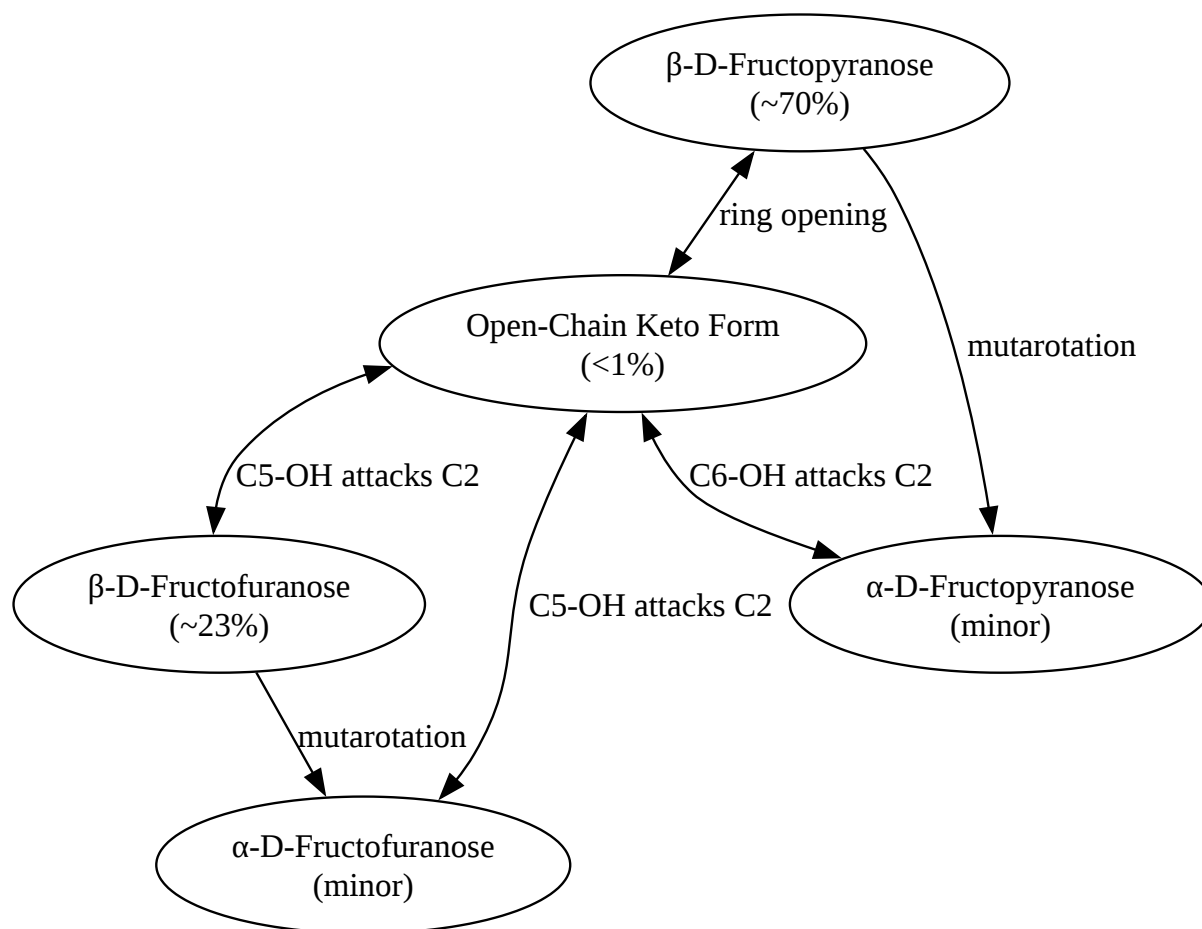 β-D-Fructopyranose
(~70%)
ring opening
Open-Chain Keto Form
(<1%)
mutarotation
C5-OH attacks C2
C6-OH attacks C2
β-D-Fructofuranose
(~23%)
C5-OH attacks C2
α-D-Fructopyranose
(minor)
mutarotation
α-D-Fructofuranose
(minor)